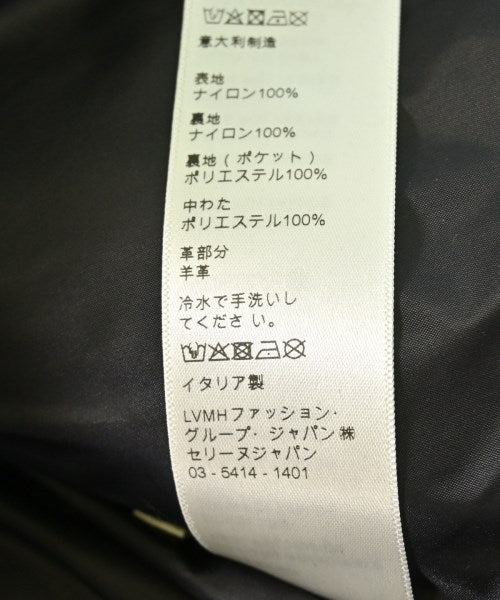 意大利制造
表地
ナイロン100%
裏地
ナイロン100%
裏地(ポケット)
ポリエステル100%
中わた
ポリエステル100%
革部分
羊革
冷水で手洗いし
てください。
イタリア製
LVMHファッション・
グループ・ジャパン㈱
セリーヌジャパン
03-5414-1401